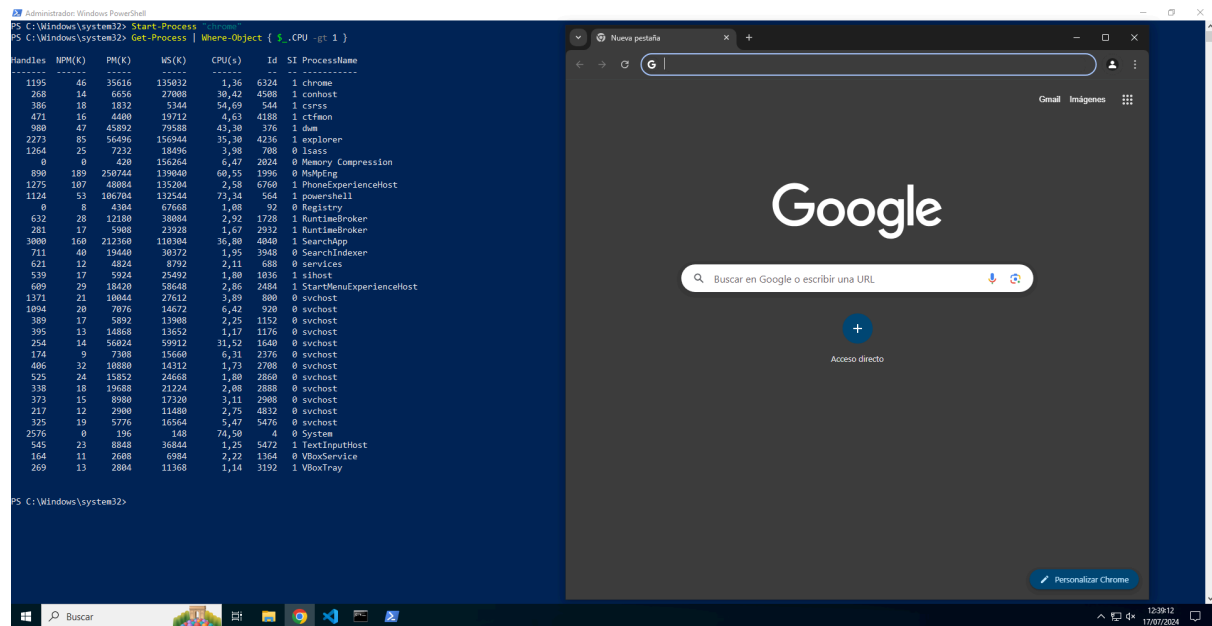 Administrador: Windows PowerShell
PS C:\Windows\system32> Start-Process "chrome"
PS C:\Windows\system32> Get-Process | Where-Object { $_.CPU -gt 1 }
Handles  NPM(K)    PM(K)      WS(K)     CPU(s)     Id  SI ProcessName
-------  ------    -----      -----     ------     --  -- -----------
1195      46    35616     135032       1,36   6324   1 chrome
268      14     6656      27008      30,42   4508   1 conhost
386      18     1832       5344      54,69    544   1 csrss
471      16     4400      19712       4,63   4188   1 ctfmon
980      47    45892      79588      43,30    376   1 dwm
2273      85    56496     156944      35,30   4236   1 explorer
1264      25     7232      18496       3,98    708   0 lsass
0       0      420     156264       6,47   2024   0 Memory Compression
890     189   250744     139040      60,55   1996   0 MsMpEng
1275     107    48084     135204       2,58   6760   1 PhoneExperienceHost
1124      53   106704     132544      73,34    564   1 powershell
0       8     4304      67668       1,08     92   0 Registry
632      28    12180      38084       2,92   1728   1 RuntimeBroker
281      17     5908      23928       1,67   2932   1 RuntimeBroker
3000     160   212360     110304      36,80   4040   1 SearchApp
711      40    19440      30372       1,95   3948   0 SearchIndexer
621      12     4824       8792       2,11    688   0 services
539      17     5924      25492       1,80   1036   1 sihost
609      29    18420      58648       2,86   2484   1 StartMenuExperienceHost
1371      21    10044      27612       3,89    800   0 svchost
1094      20     7076      14672       6,42    920   0 svchost
389      17     5892      13908       2,25   1152   0 svchost
395      13    14868      13652       1,17   1176   0 svchost
254      14    56024      59912      31,52   1640   0 svchost
174       9     7308      15660       6,31   2376   0 svchost
406      32    10880      14312       1,73   2708   0 svchost
525      24    15852      24668       1,80   2860   0 svchost
338      18    19688      21224       2,08   2888   0 svchost
373      15     8980      17320       3,11   2908   0 svchost
217      12     2900      11480       2,75   4832   0 svchost
325      19     5776      16564       5,47   5476   0 svchost
2576       0      196        148      74,50      4   0 System
545      23     8848      36844       1,25   5472   1 TextInputHost
164      11     2608       6984       2,22   1364   0 VBoxService
269      13     2804      11368       1,14   3192   1 VBoxTray
PS C:\Windows\system32>
Nueva pestaña
G
Gmail Imágenes
Google
Buscar en Google o escribir una URL
Acceso directo
Personalizar Chrome
Buscar
12:39:12
17/07/2024